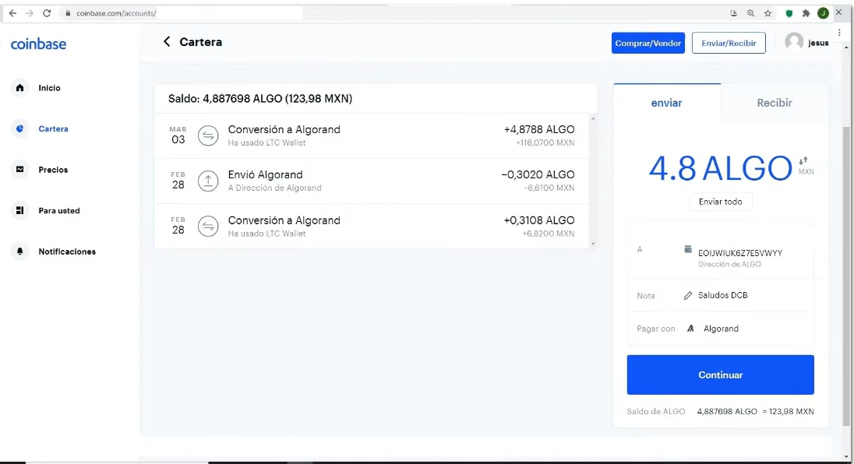 coinbase.com/accounts/
J
coinbase
Cartera
Comprar/Vender
Enviar/Recibir
jesus
Inicio
Cartera
Precios
Para usted
Notificaciones
Saldo: 4,887698 ALGO (123,98 MXN)
MAR
03
Conversión a Algorand
Ha usado LTC Wallet
+4,8788 ALGO
+116,0700 MXN
FEB
28
Envió Algorand
A Dirección de Algorand
−0,3020 ALGO
−6,6100 MXN
FEB
28
Conversión a Algorand
Ha usado LTC Wallet
+0,3108 ALGO
+6,8200 MXN
enviar
Recibir
4.8 ALGO
MXN
Enviar todo
A
EOIJWIUK6Z7E5VWYY
Dirección de ALGO
Nota
Saludos DCB
Pagar con
Algorand
Continuar
Saldo de ALGO
4,887698 ALGO = 123,98 MXN